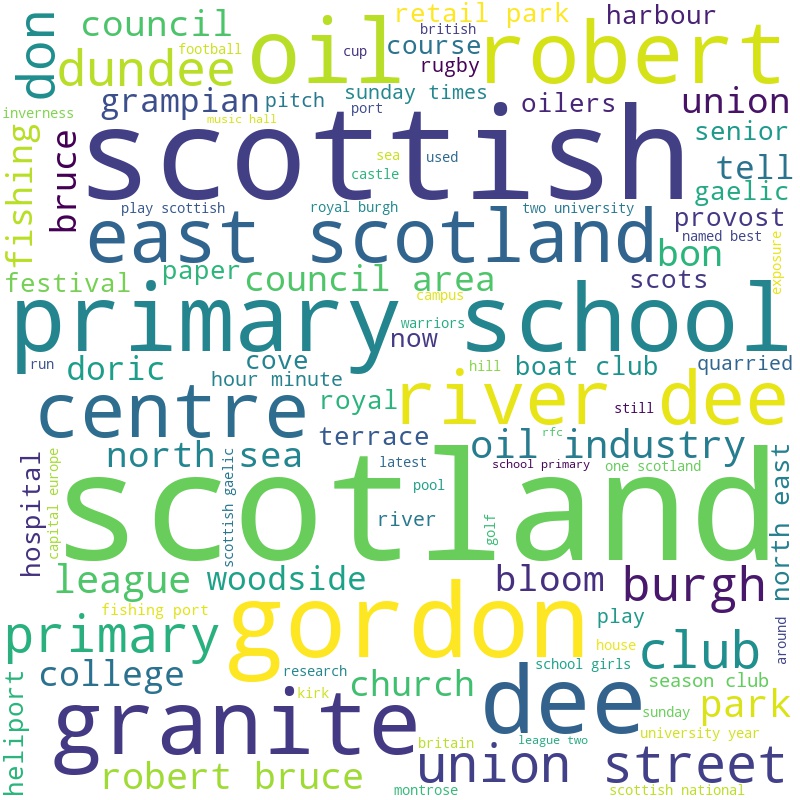 council
retail park
harbour
don
oil
robert
british
football
cup
course
dundee
rugby
grampian
pitch
sunday times
port
oilers
union
inverness
music hall
scottish
senior
fishing
bruce
sea
used
castle
tell
gaelic
play scottish
royal burgh
two university
provost
east scotland
named best
bon
festival
paper
council area
scots
exposure
primary school
campus
warriors
now
run
doric
cove
hill
boat club
quarried
hour minute
centre
royal
river dee
still
terrace
oil industry
rfc
north sea
hospital
capital europe
scottish gaelic
latest
school primary
one scotland
pool
golf
river
scotland
north east
league
woodside
bloom
burgh
fishing port
gordon
play
primary
around
house
club
college
research
school girls
church
season club
kirk
heliport
granite
dee
sunday
park
university year
britain
league two
robert bruce
union street
montrose
scottish national